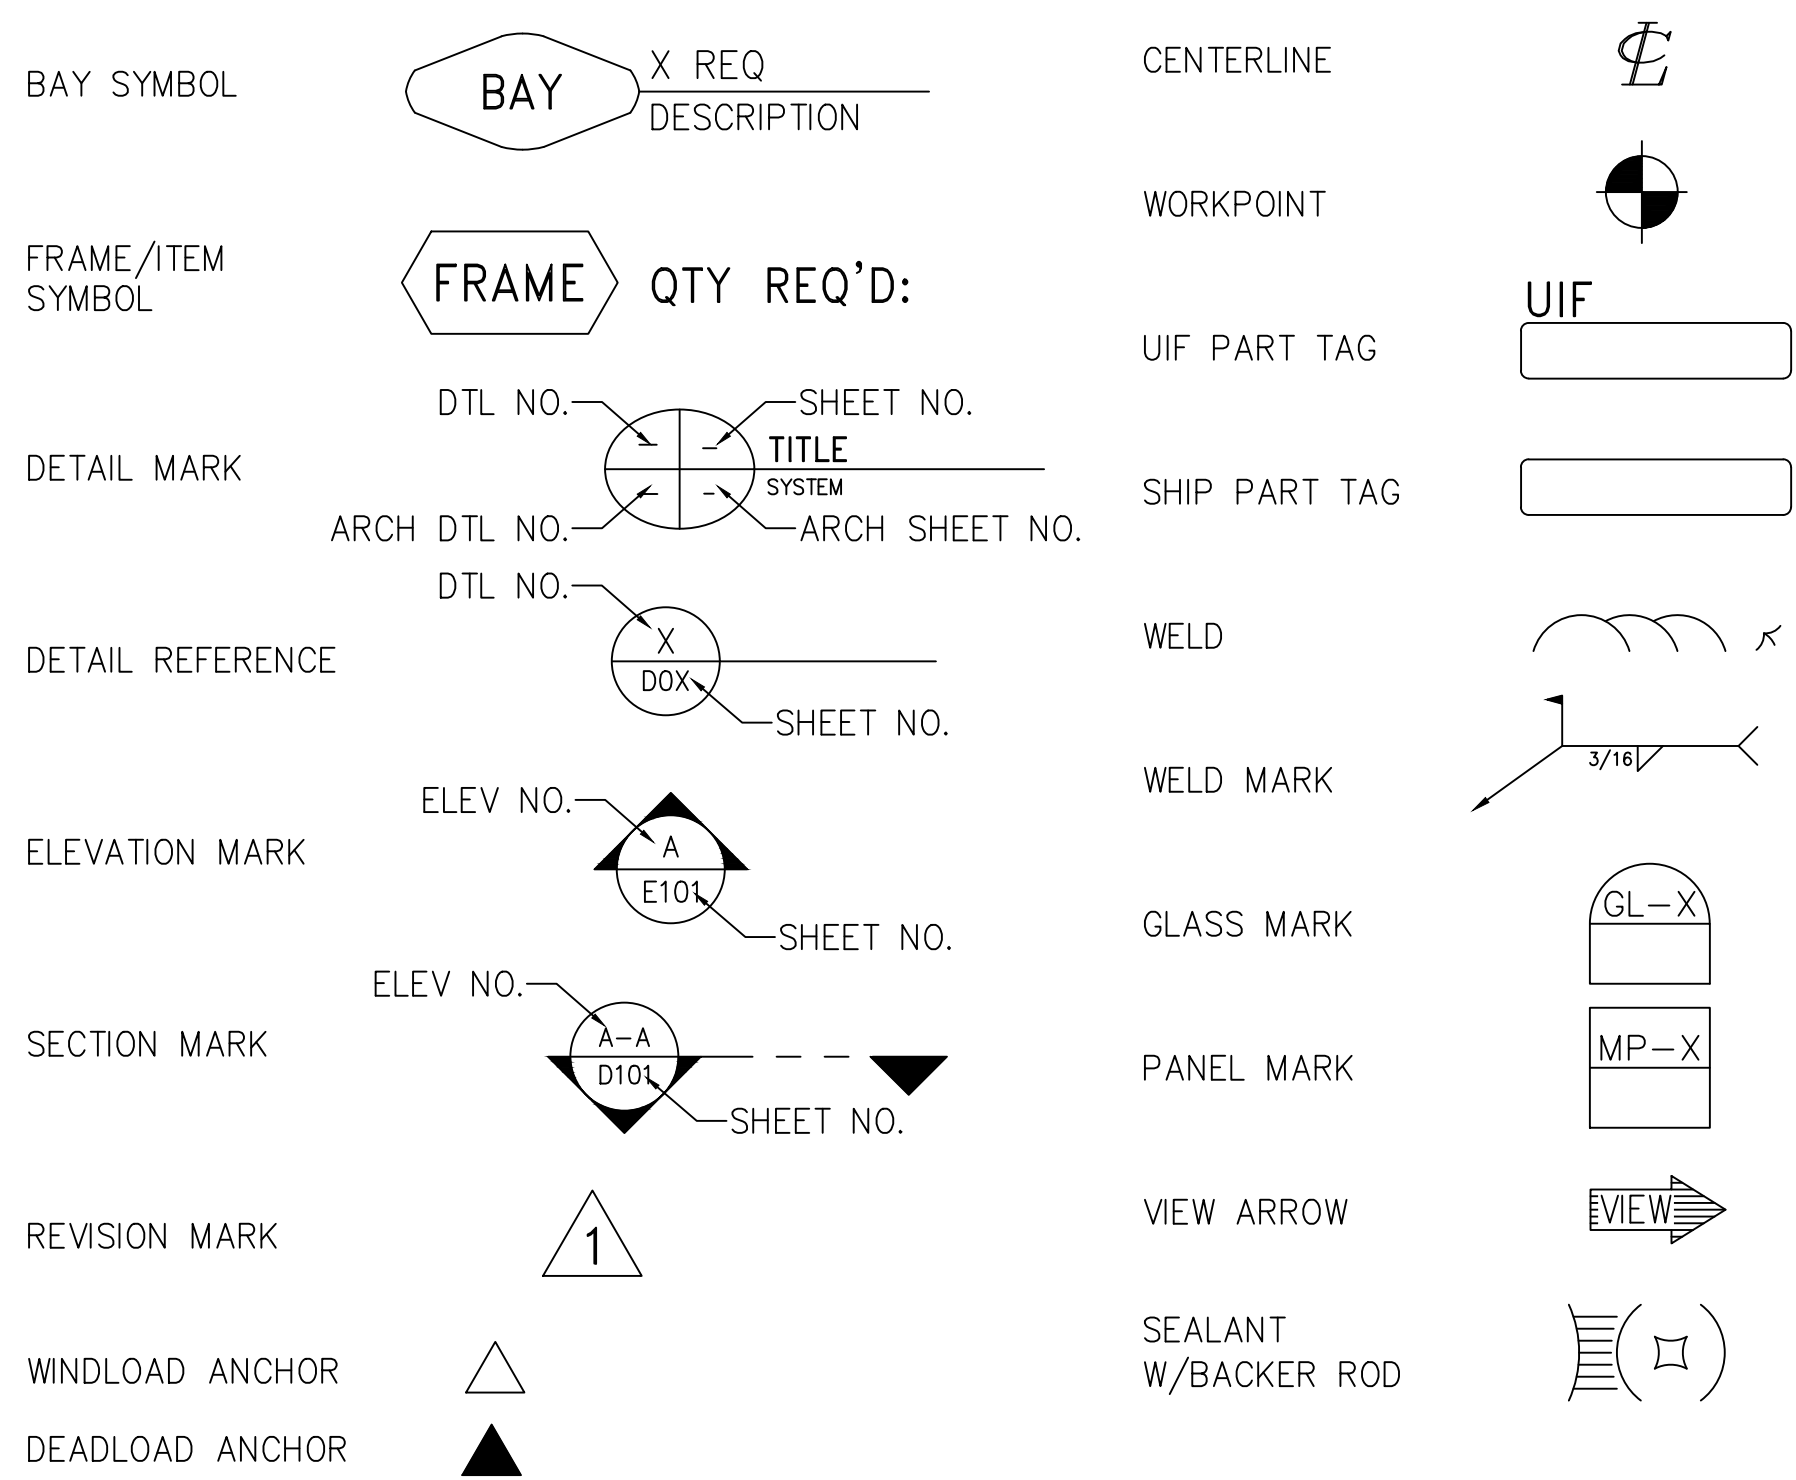 BAY SYMBOL
BAY
X REQ
DESCRIPTION
FRAME/ITEM
SYMBOL
FRAME
QTY REQ'D:
DETAIL MARK
DTL NO.
SHEET NO.
TITLE
SYSTEM
ARCH DTL NO.
ARCH SHEET NO.
DETAIL REFERENCE
DTL NO.
X
D0X
SHEET NO.
ELEVATION MARK
ELEV NO.
A
E101
SHEET NO.
SECTION MARK
ELEV NO.
A-A
D101
SHEET NO.
REVISION MARK
1
WINDLOAD ANCHOR
DEADLOAD ANCHOR
CENTERLINE
CL
WORKPOINT
UIF PART TAG
UIF
SHIP PART TAG
WELD
WELD MARK
3/16
GLASS MARK
GL-X
PANEL MARK
MP-X
VIEW ARROW
VIEW
SEALANT
W/BACKER ROD